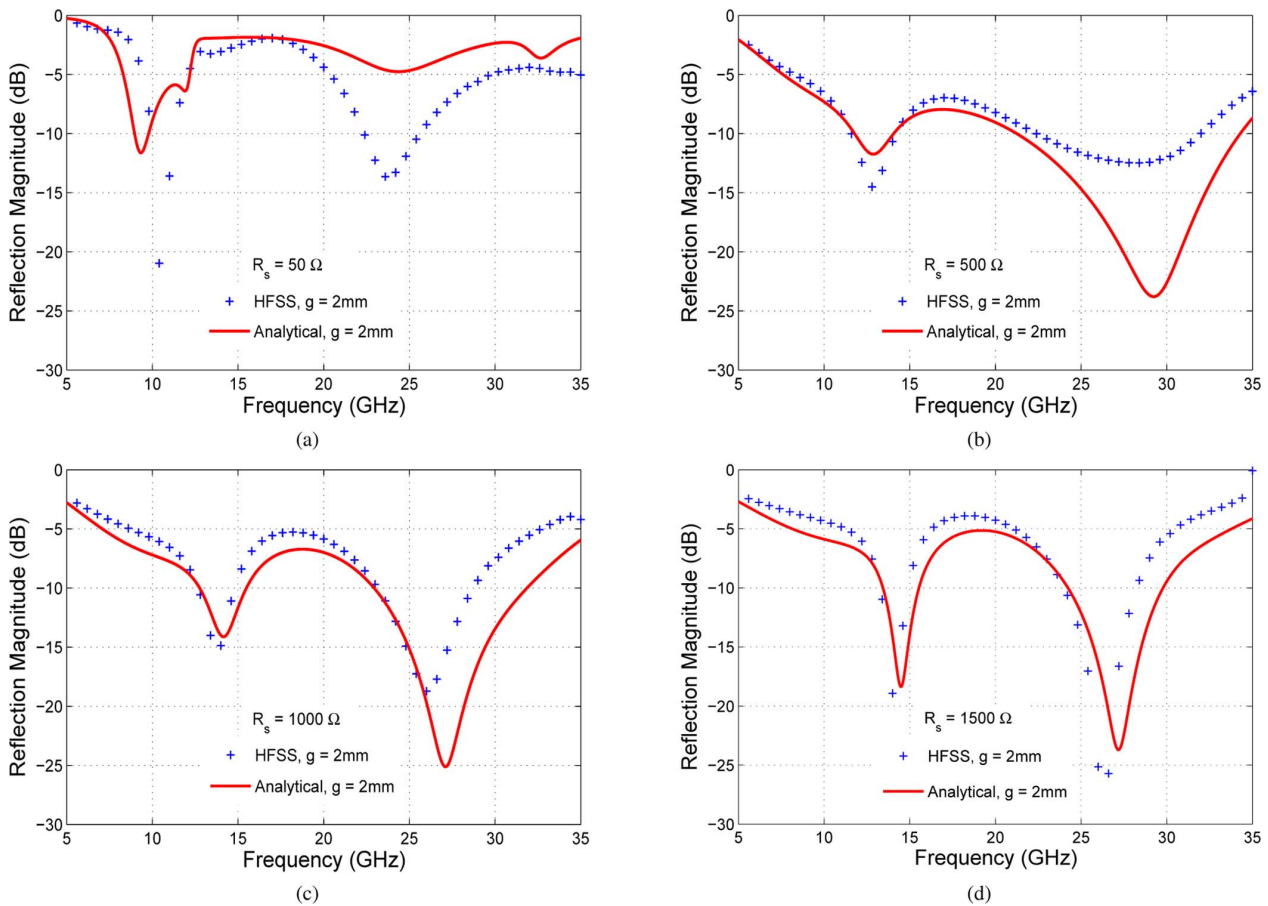 Reflection Magnitude (dB)
0
−5
−10
−15
−20
−25
−30
R_s = 50 Ω
HFSS, g = 2mm
Analytical, g = 2mm
5 10 15 20 25 30 35
Frequency (GHz)
(a)
Reflection Magnitude (dB)
0
−5
−10
−15
−20
−25
−30
R_s = 500 Ω
HFSS, g = 2mm
Analytical, g = 2mm
5 10 15 20 25 30 35
Frequency (GHz)
(b)
Reflection Magnitude (dB)
0
−5
−10
−15
−20
−25
−30
R_s = 1000 Ω
HFSS, g = 2mm
Analytical, g = 2mm
5 10 15 20 25 30 35
Frequency (GHz)
(c)
Reflection Magnitude (dB)
0
−5
−10
−15
−20
−25
−30
R_s = 1500 Ω
HFSS, g = 2mm
Analytical, g = 2mm
5 10 15 20 25 30 35
Frequency (GHz)
(d)